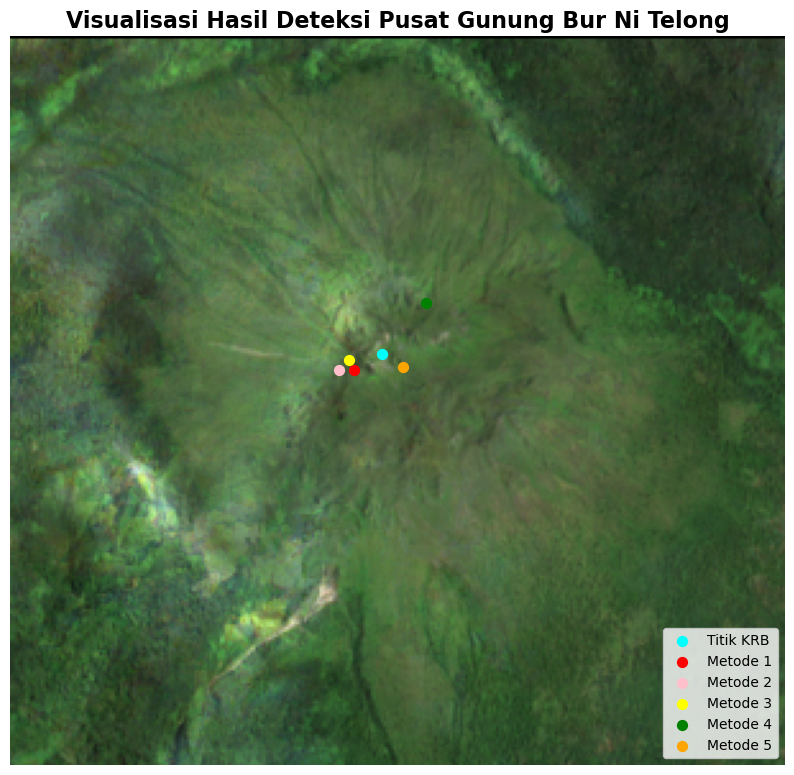 Visualisasi Hasil Deteksi Pusat Gunung Bur Ni Telong
Titik KRB
Metode 1
Metode 2
Metode 3
Metode 4
Metode 5